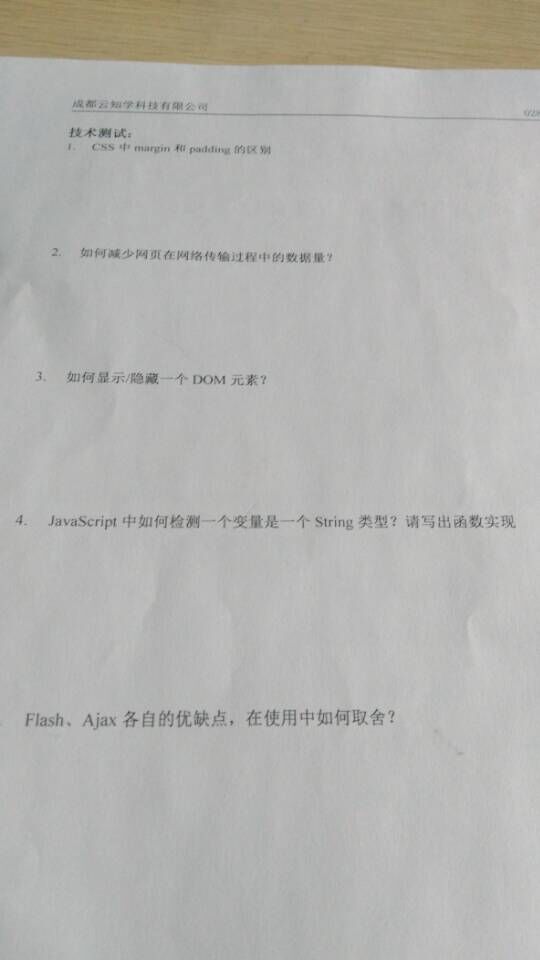 成都云知学科技有限公司
技术测试:
1. CSS 中 margin 和 padding 的区别
2. 如何减少网页在网络传输过程中的数据量?
3. 如何显示/隐藏一个 DOM 元素?
4. JavaScript 中如何检测一个变量是一个 String 类型? 请写出函数实现
Flash、Ajax 各自的优缺点，在使用中如何取舍?